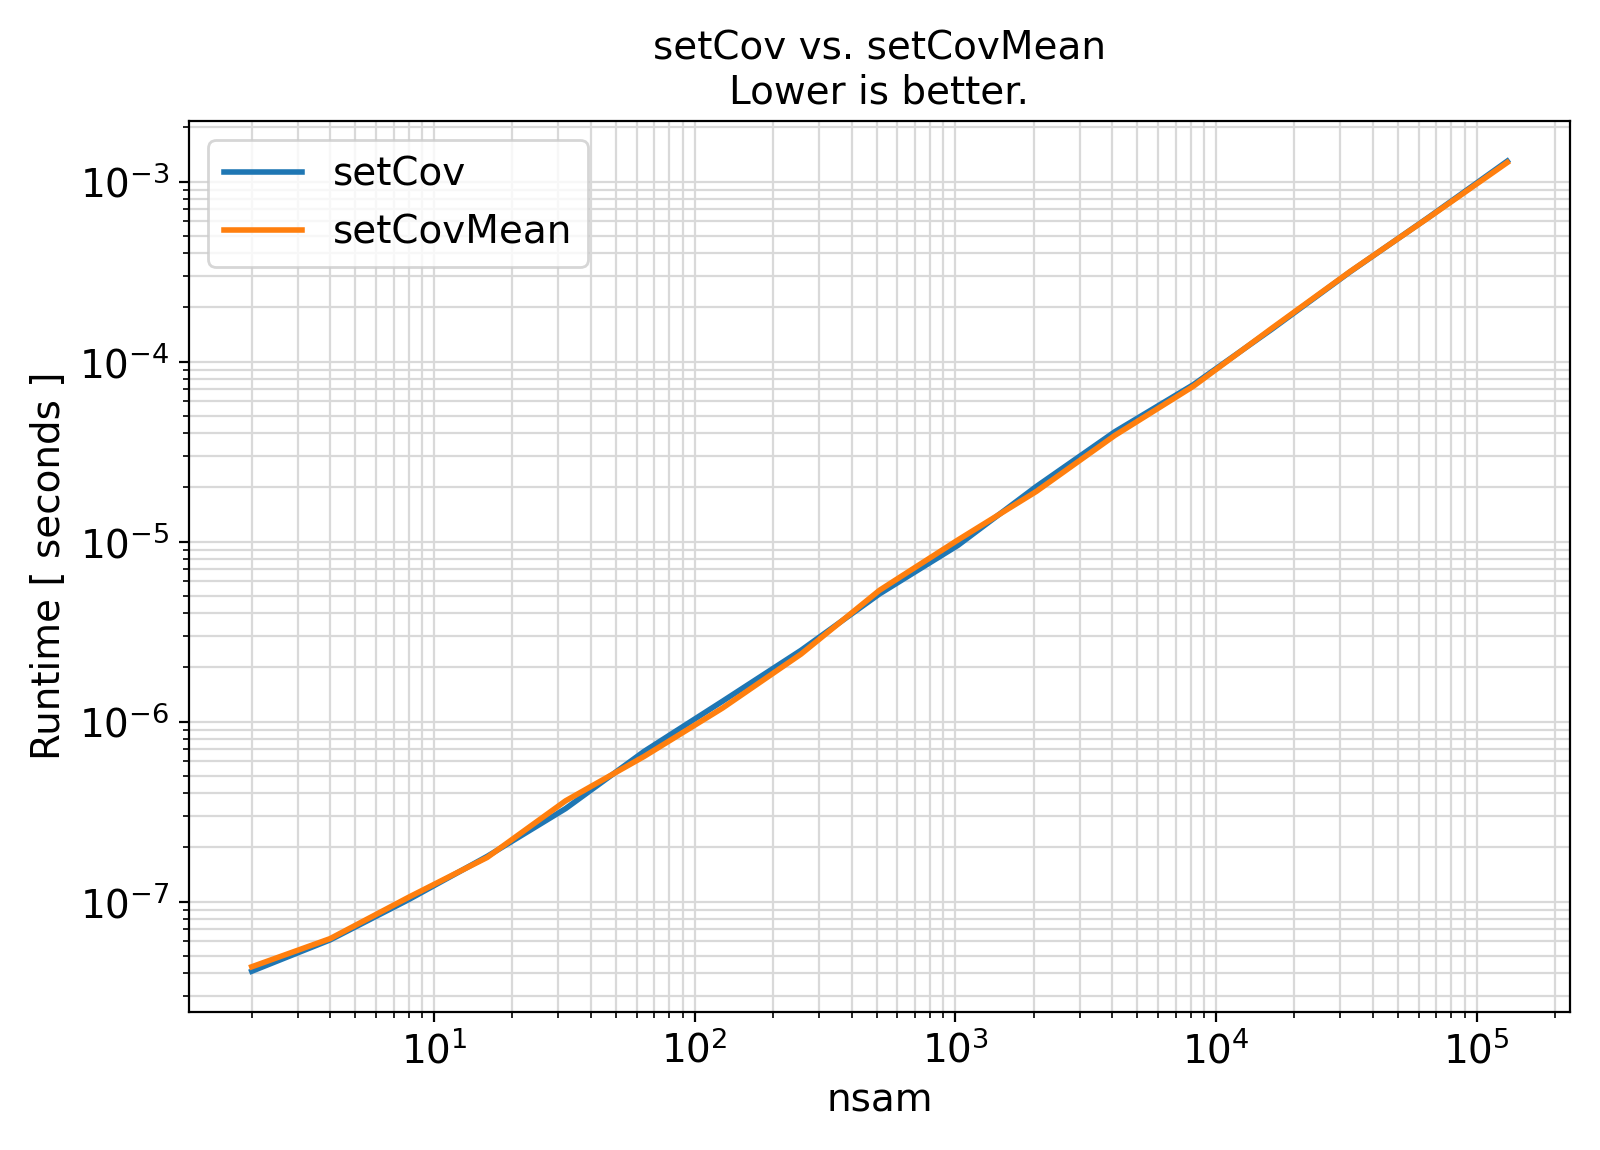 setCov vs. setCovMean
Lower is better.
setCov
setCovMean
Runtime [ seconds ]
10⁻³
10⁻⁴
10⁻⁵
10⁻⁶
10⁻⁷
10¹ 10² 10³ 10⁴ 10⁵
nsam